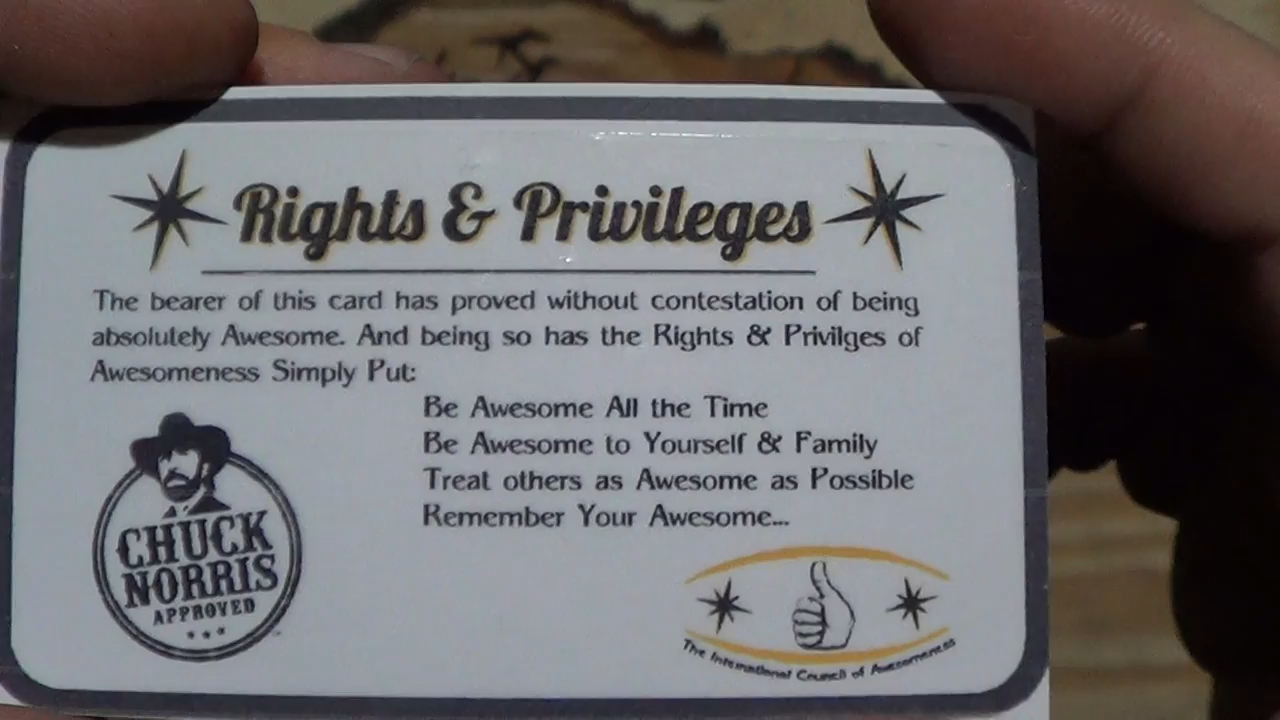 Rights & Privileges
The bearer of this card has proved without contestation of being
absolutely Awesome. And being so has the Rights & Privilges of
Awesomeness Simply Put:
Be Awesome All the Time
Be Awesome to Yourself & Family
Treat others as Awesome as Possible
Remember Your Awesome...
CHUCK
NORRIS
APPROVED
The International Council of Awesomeness